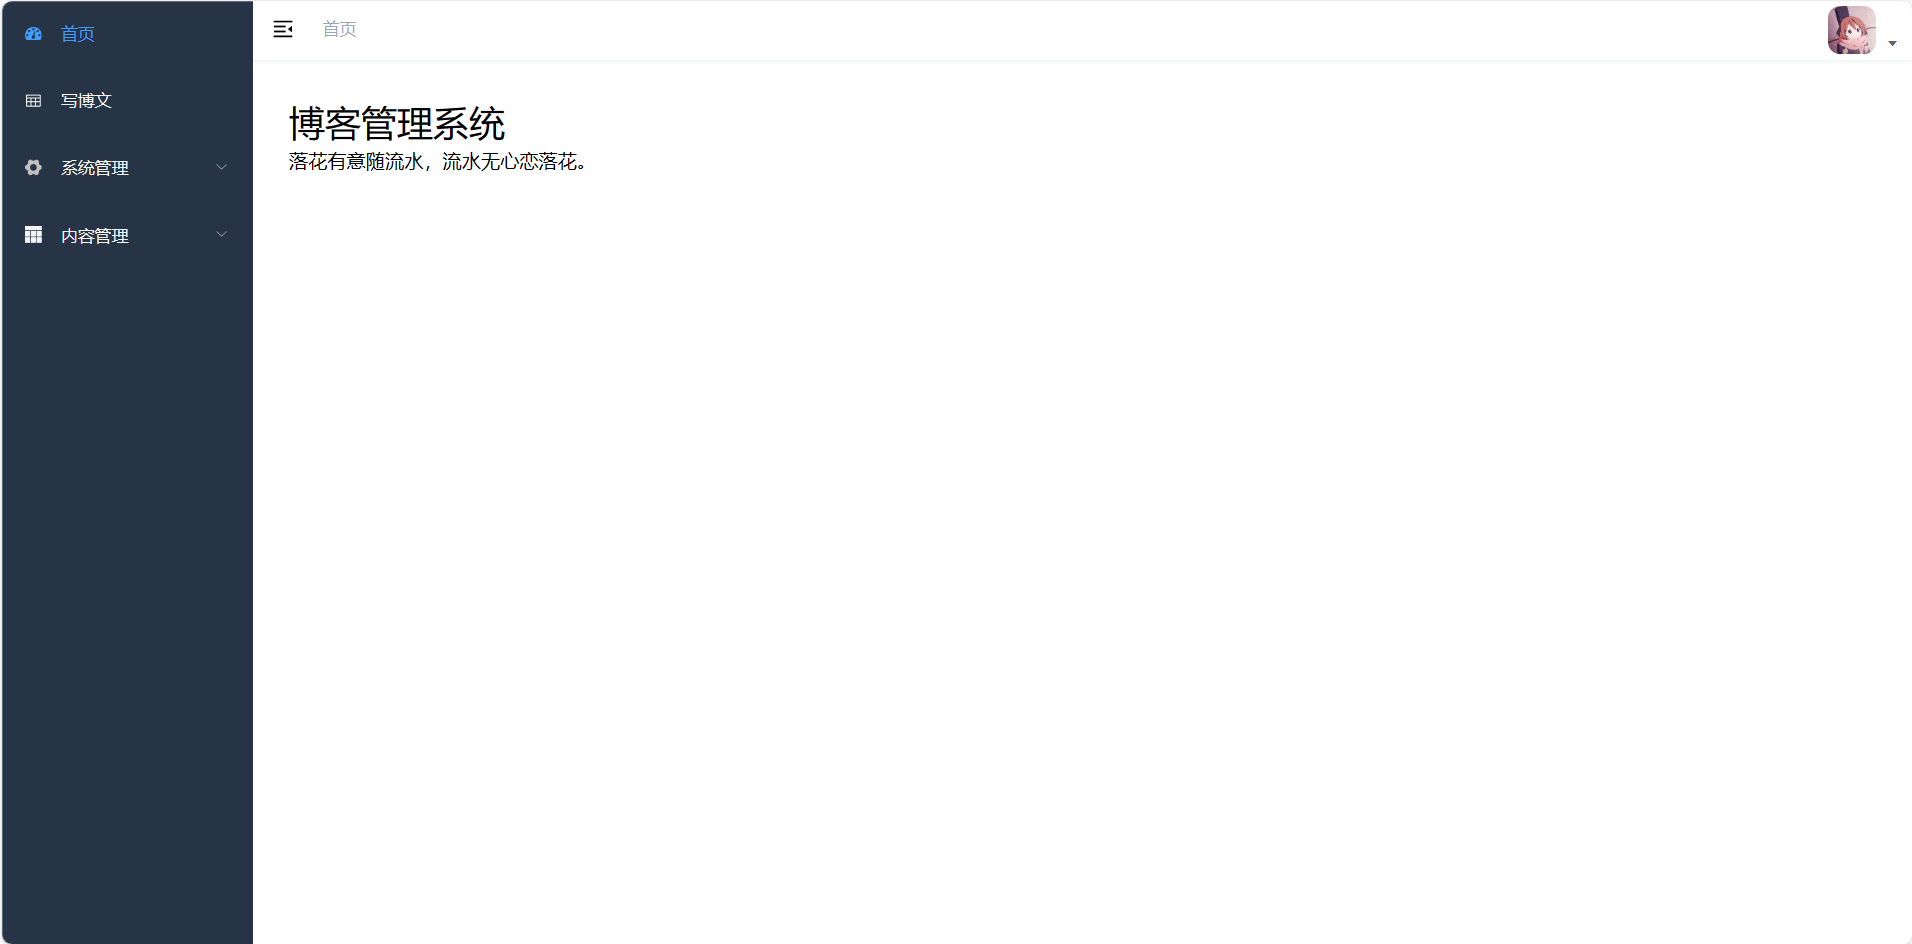 首页
写博文
系统管理
内容管理
首页
博客管理系统
落花有意随流水，流水无心恋落花。